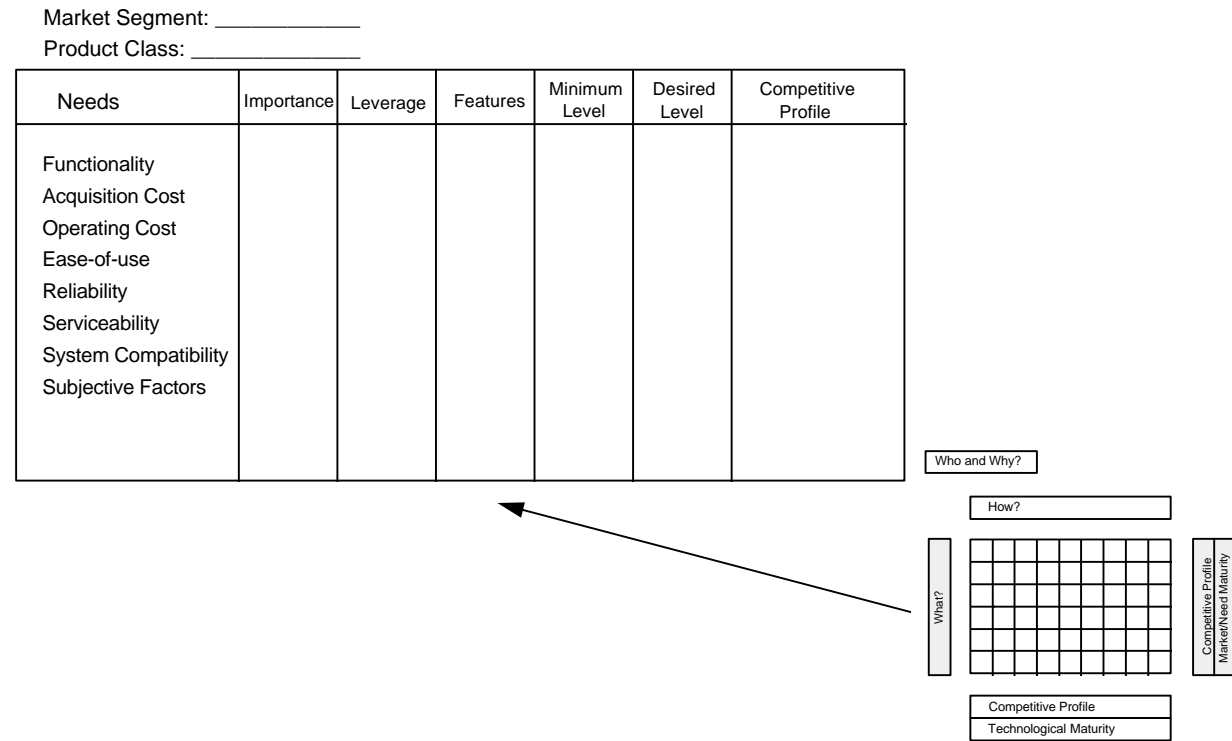 Market Segment: ____________
Product Class: ______________
Needs
Importance
Leverage
Features
Minimum
Level
Desired
Level
Competitive
Profile
Functionality
Acquisition Cost
Operating Cost
Ease-of-use
Reliability
Serviceability
System Compatibility
Subjective Factors
Who and Why?
How?
What?
Competitive Profile
Market/Need Maturity
Competitive Profile
Technological Maturity